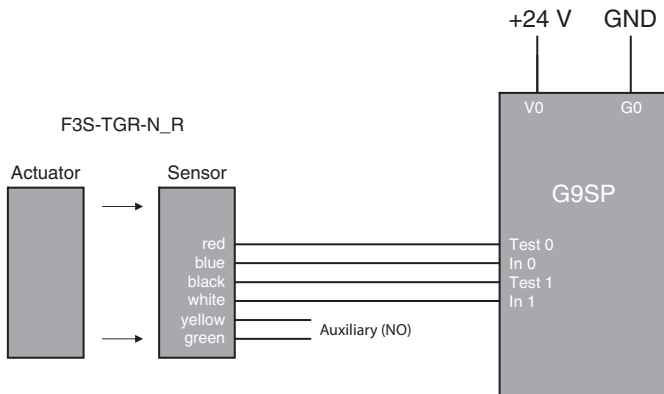 +24 V GND
V0 G0
F3S-TGR-N_R
Actuator Sensor
G9SP
red Test 0
blue In 0
black Test 1
white In 1
yellow
Auxiliary (NO)
green